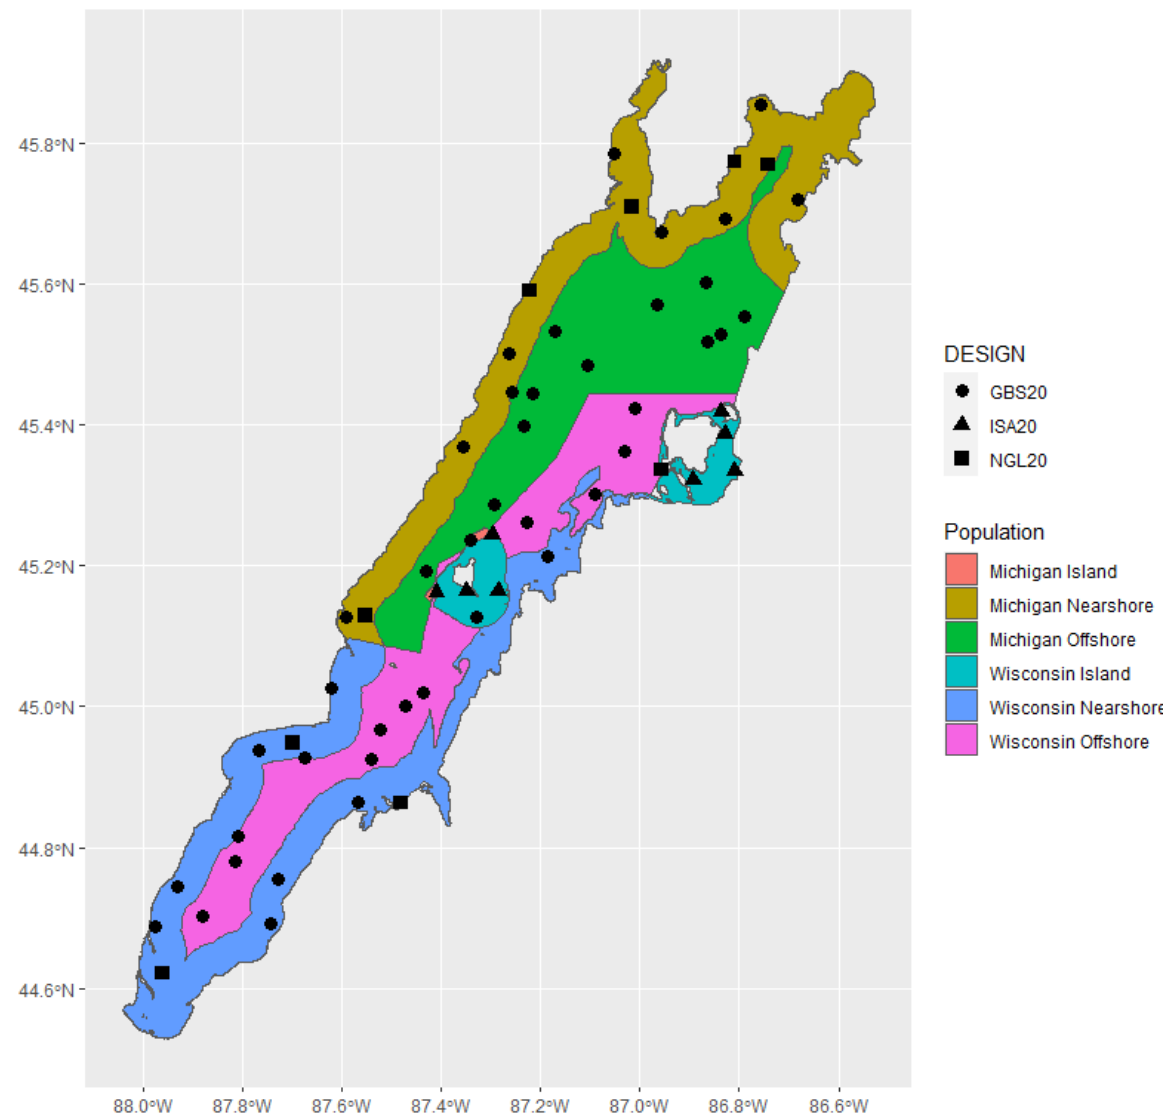 45.8°N
45.6°N
45.4°N
45.2°N
45.0°N
44.8°N
44.6°N
88.0°W 87.8°W 87.6°W 87.4°W 87.2°W 87.0°W 86.8°W 86.6°W
DESIGN
GBS20
ISA20
NGL20
Population
Michigan Island
Michigan Nearshore
Michigan Offshore
Wisconsin Island
Wisconsin Nearshore
Wisconsin Offshore